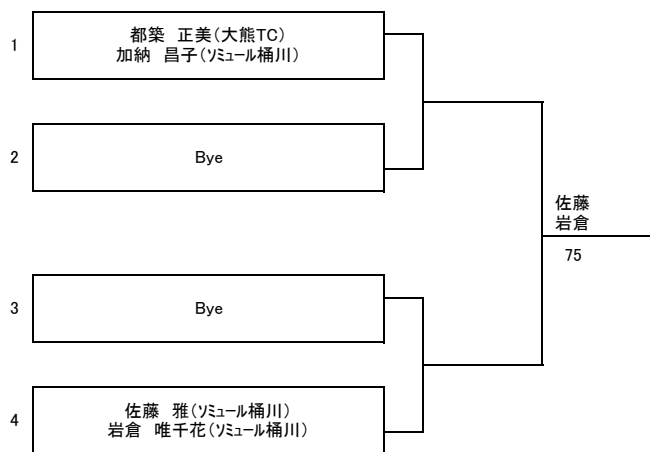 1
都築　正美(大熊TC)
加納　昌子(ソミュール桶川)
2
Bye
佐藤
岩倉
75
3
Bye
4
佐藤　雅(ソミュール桶川)
岩倉　唯千花(ソミュール桶川)